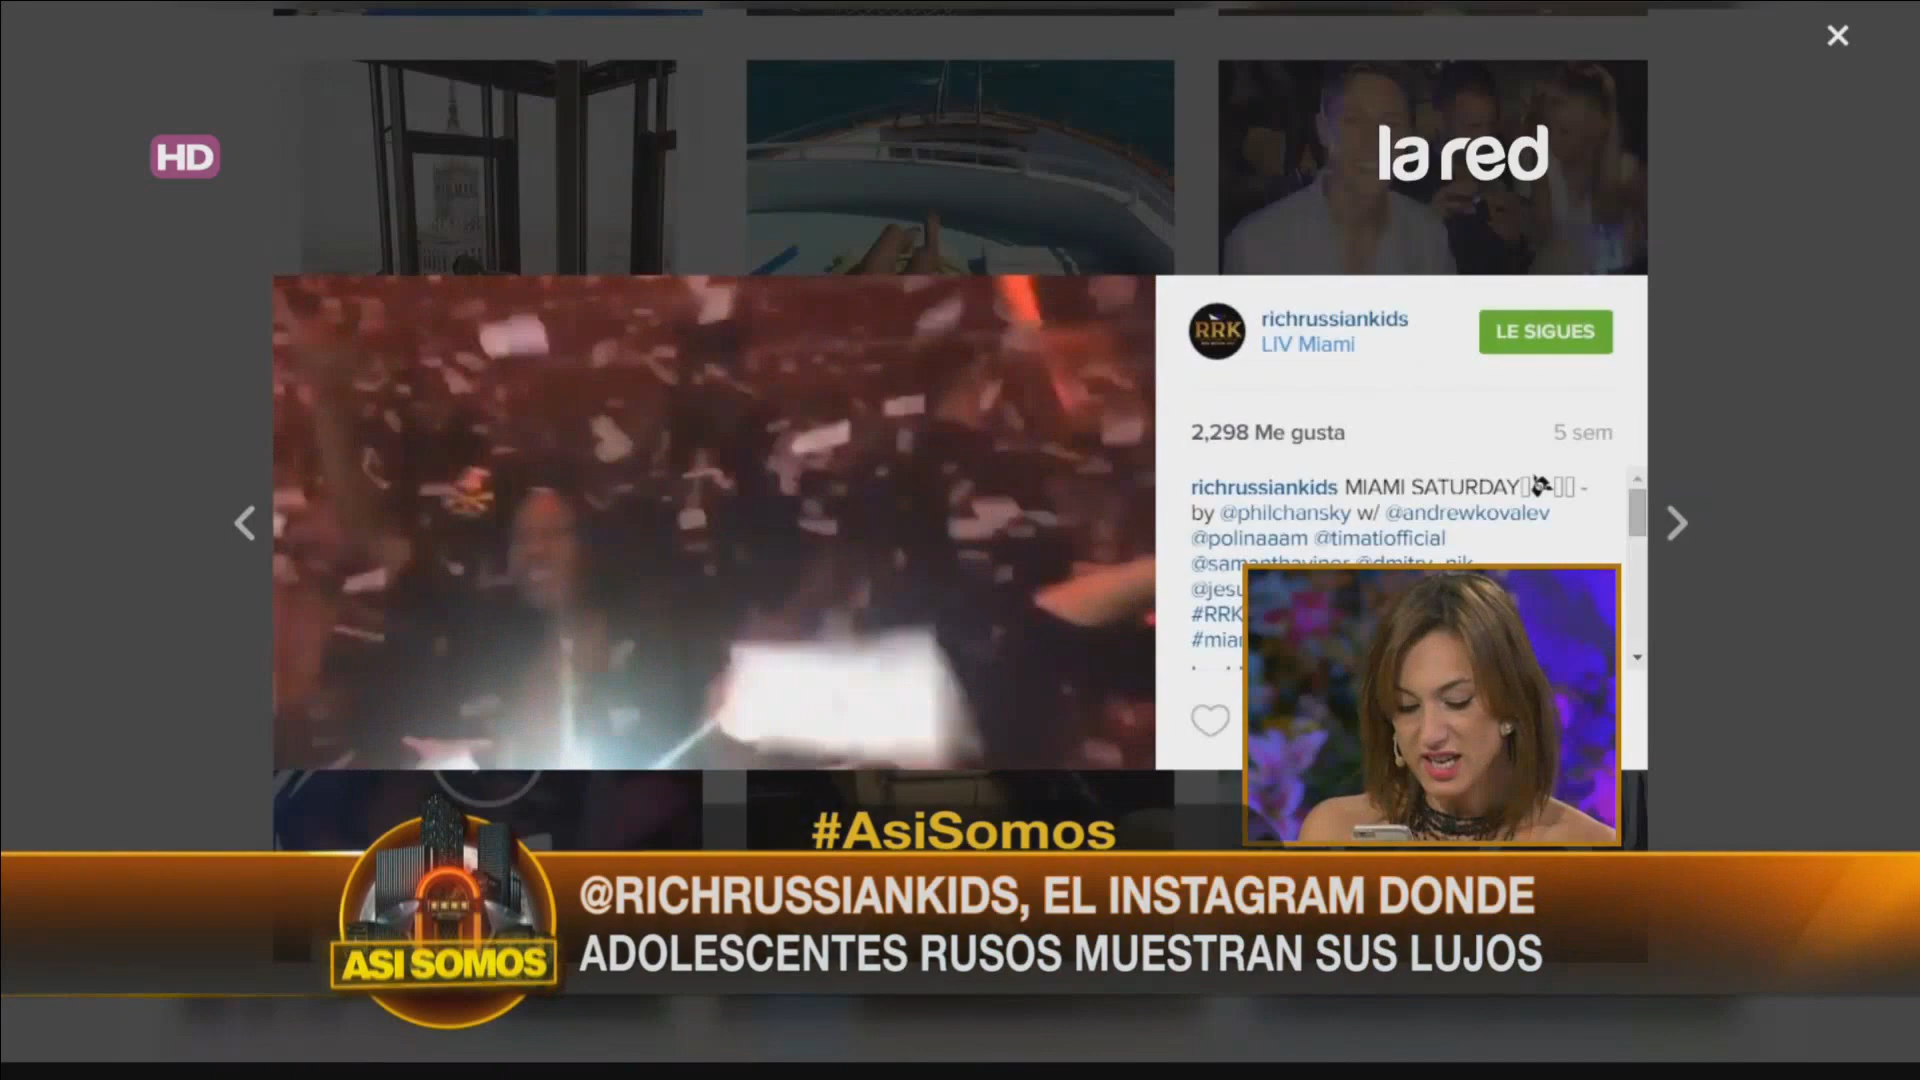 HD
la red
RRK
richrussiankids
LIV Miami
LE SIGUES
2,298 Me gusta
5 sem
richrussiankids MIAMI SATURDAY -
by @philchansky w/ @andrewkovalev
@polinaaam @timatiofficial
#RRK
#AsiSomos
@RICHRUSSIANKIDS, EL INSTAGRAM DONDE
ADOLESCENTES RUSOS MUESTRAN SUS LUJOS
ASI SOMOS